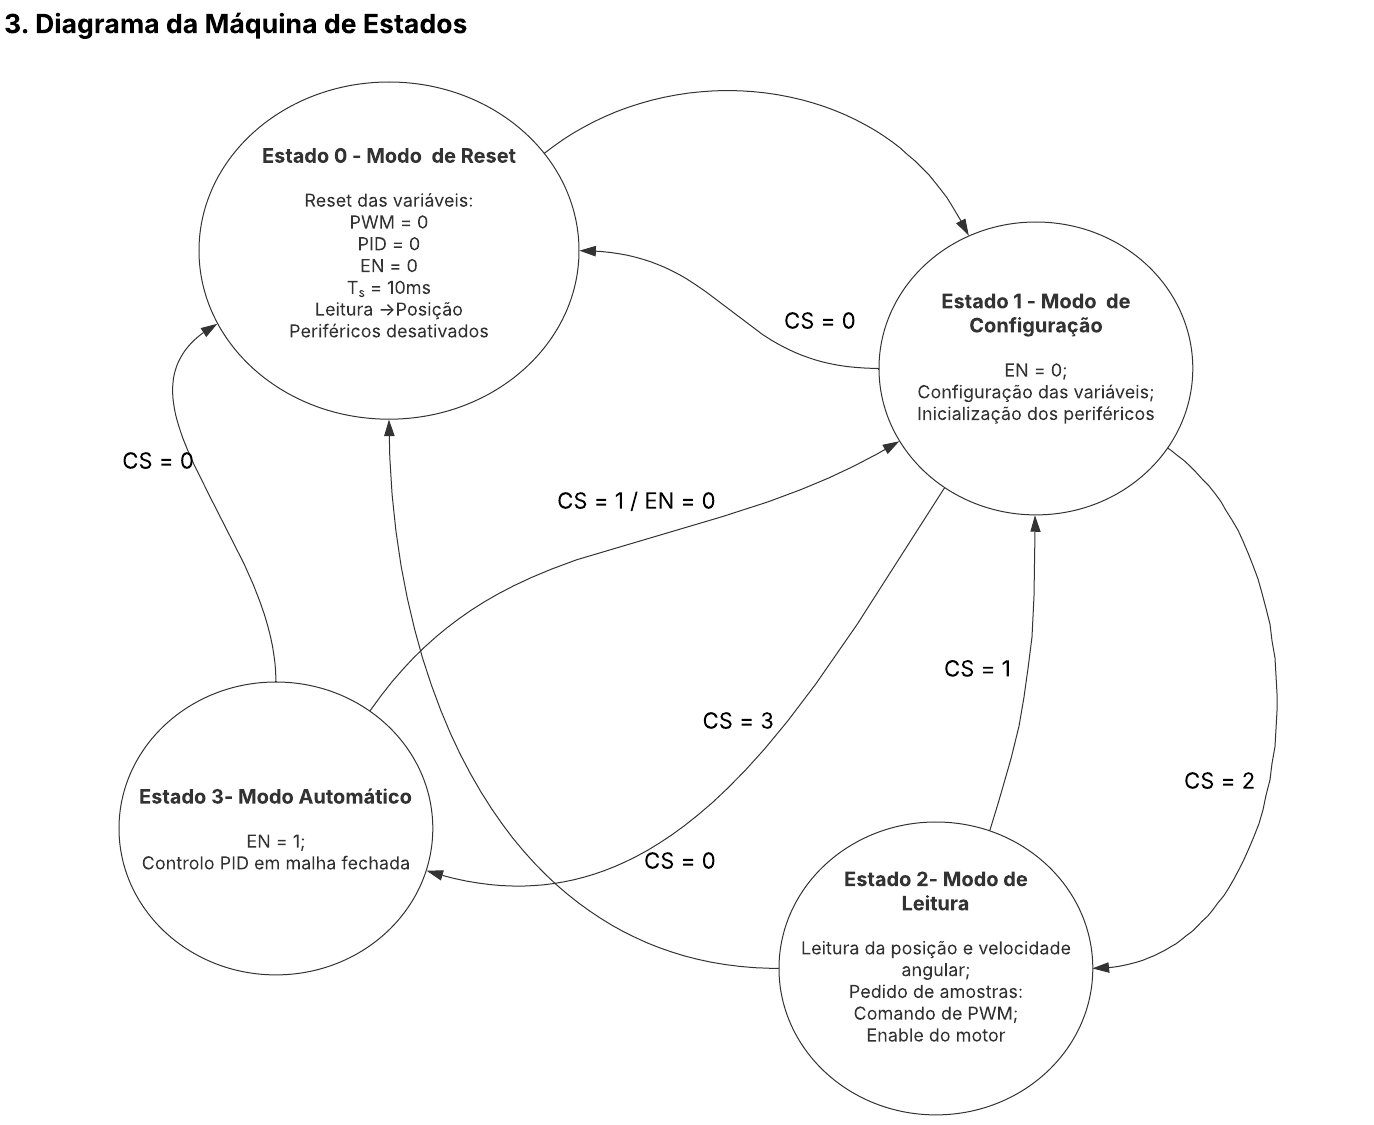 3. Diagrama da Máquina de Estados
Estado 0 - Modo de Reset
Reset das variáveis:
PWM = 0
PID = 0
EN = 0
Ts = 10ms
Leitura →Posição
Periféricos desativados
CS = 0
Estado 1 - Modo de
Configuração
EN = 0;
Configuração das variáveis;
Inicialização dos periféricos
CS = 0
CS = 1 / EN = 0
CS = 1
CS = 3
CS = 2
Estado 3- Modo Automático
EN = 1;
Controlo PID em malha fechada
CS = 0
Estado 2- Modo de
Leitura
Leitura da posição e velocidade
angular;
Pedido de amostras:
Comando de PWM;
Enable do motor